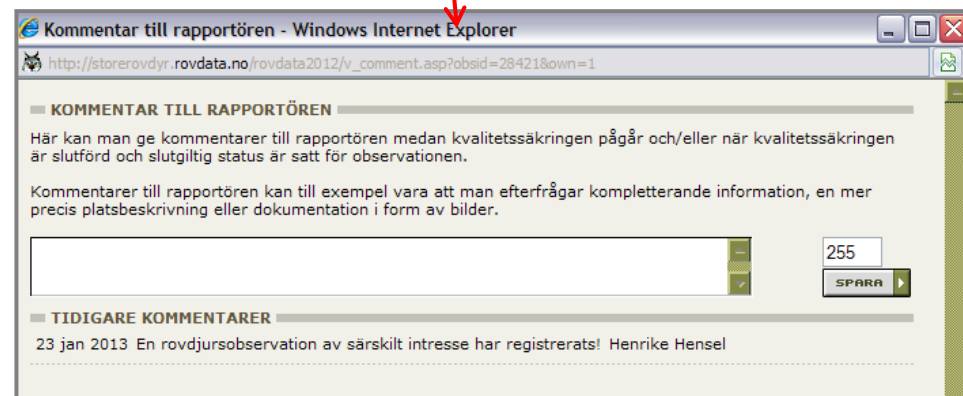 Kommentar till rapportören - Windows Internet Explorer
http://storerovdyr.rovdata.no/rovdata2012/v_comment.asp?obsid=28421&own=1
KOMMENTAR TILL RAPPORTÖREN
Här kan man ge kommentarer till rapportören medan kvalitetssäkringen pågår och/eller när kvalitetssäkringen
är slutförd och slutgiltig status är satt för observationen.
Kommentarer till rapportören kan till exempel vara att man efterfrågar kompletterande information, en mer
precis platsbeskrivning eller dokumentation i form av bilder.
255
SPARA
TIDIGARE KOMMENTARER
23 jan 2013 En rovdjursobservation av särskilt intresse har registrerats! Henrike Hensel